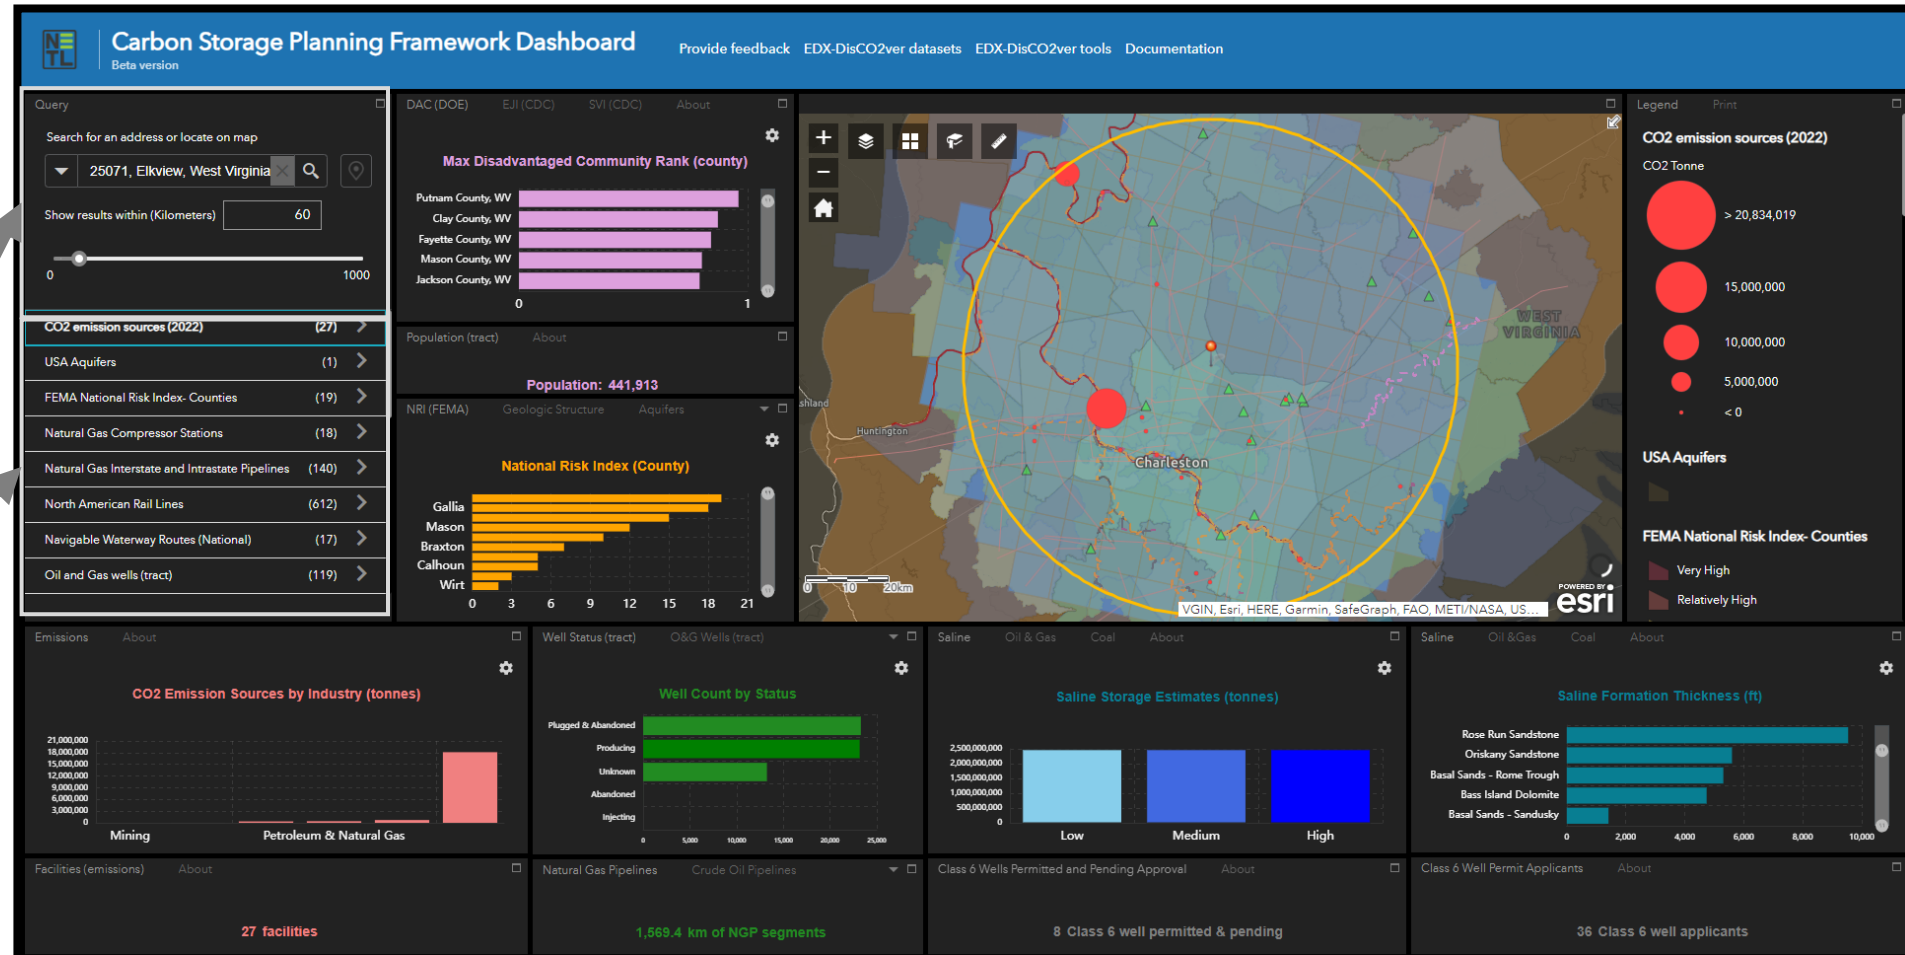 NE
TL
Carbon Storage Planning Framework Dashboard
Beta version
Provide feedback EDX-DisCO2ver datasets EDX-DisCO2ver tools Documentation
Query
Search for an address or locate on map
25071, Elkview, West Virginia
Show results within (Kilometers) 60
0 1000
CO2 emission sources (2022) (27)
USA Aquifers (1)
FEMA National Risk Index- Counties (19)
Natural Gas Compressor Stations (18)
Natural Gas Interstate and Intrastate Pipelines (140)
North American Rail Lines (612)
Navigable Waterway Routes (National) (17)
Oil and Gas wells (tract) (119)
DAC (DOE) EJI (CDC) SVI (CDC) About
Max Disadvantaged Community Rank (county)
Putnam County, WV
Clay County, WV
Fayette County, WV
Mason County, WV
Jackson County, WV
0 1
Population (tract) About
Population: 441,913
NRI (FEMA) Geologic Structure Aquifers
National Risk Index (County)
Gallia
Mason
Braxton
Calhoun
Wirt
0 3 6 9 12 15 18 21
+
−
WEST
VIRGINIA
shland
Huntington
Charleston
0 10 20km
VGIN, Esri, HERE, Garmin, SafeGraph, FAO, METI/NASA, US...
POWERED BY
esri
Legend Print
CO2 emission sources (2022)
CO2 Tonne
> 20,834,019
15,000,000
10,000,000
5,000,000
< 0
USA Aquifers
FEMA National Risk Index- Counties
Very High
Relatively High
Emissions About
CO2 Emission Sources by Industry (tonnes)
21,000,000
18,000,000
15,000,000
12,000,000
9,000,000
6,000,000
3,000,000
0
Mining Petroleum & Natural Gas
Well Status (tract) O&G Wells (tract)
Well Count by Status
Plugged & Abandoned
Producing
Unknown
Abandoned
Injecting
0 5,000 10,000 15,000 20,000 25,000
Saline Oil & Gas Coal About
Saline Storage Estimates (tonnes)
2,500,000,000
2,000,000,000
1,500,000,000
1,000,000,000
500,000,000
0
Low Medium High
Saline Oil &Gas Coal About
Saline Formation Thickness (ft)
Rose Run Sandstone
Oriskany Sandstone
Basal Sands - Rome Trough
Bass Island Dolomite
Basal Sands - Sandusky
0 2,000 4,000 6,000 8,000 10,000
Facilities (emissions) About
27 facilities
Natural Gas Pipelines Crude Oil Pipelines
1,569.4 km of NGP segments
Class 6 Wells Permitted and Pending Approval About
8 Class 6 well permitted & pending
Class 6 Well Permit Applicants About
36 Class 6 well applicants